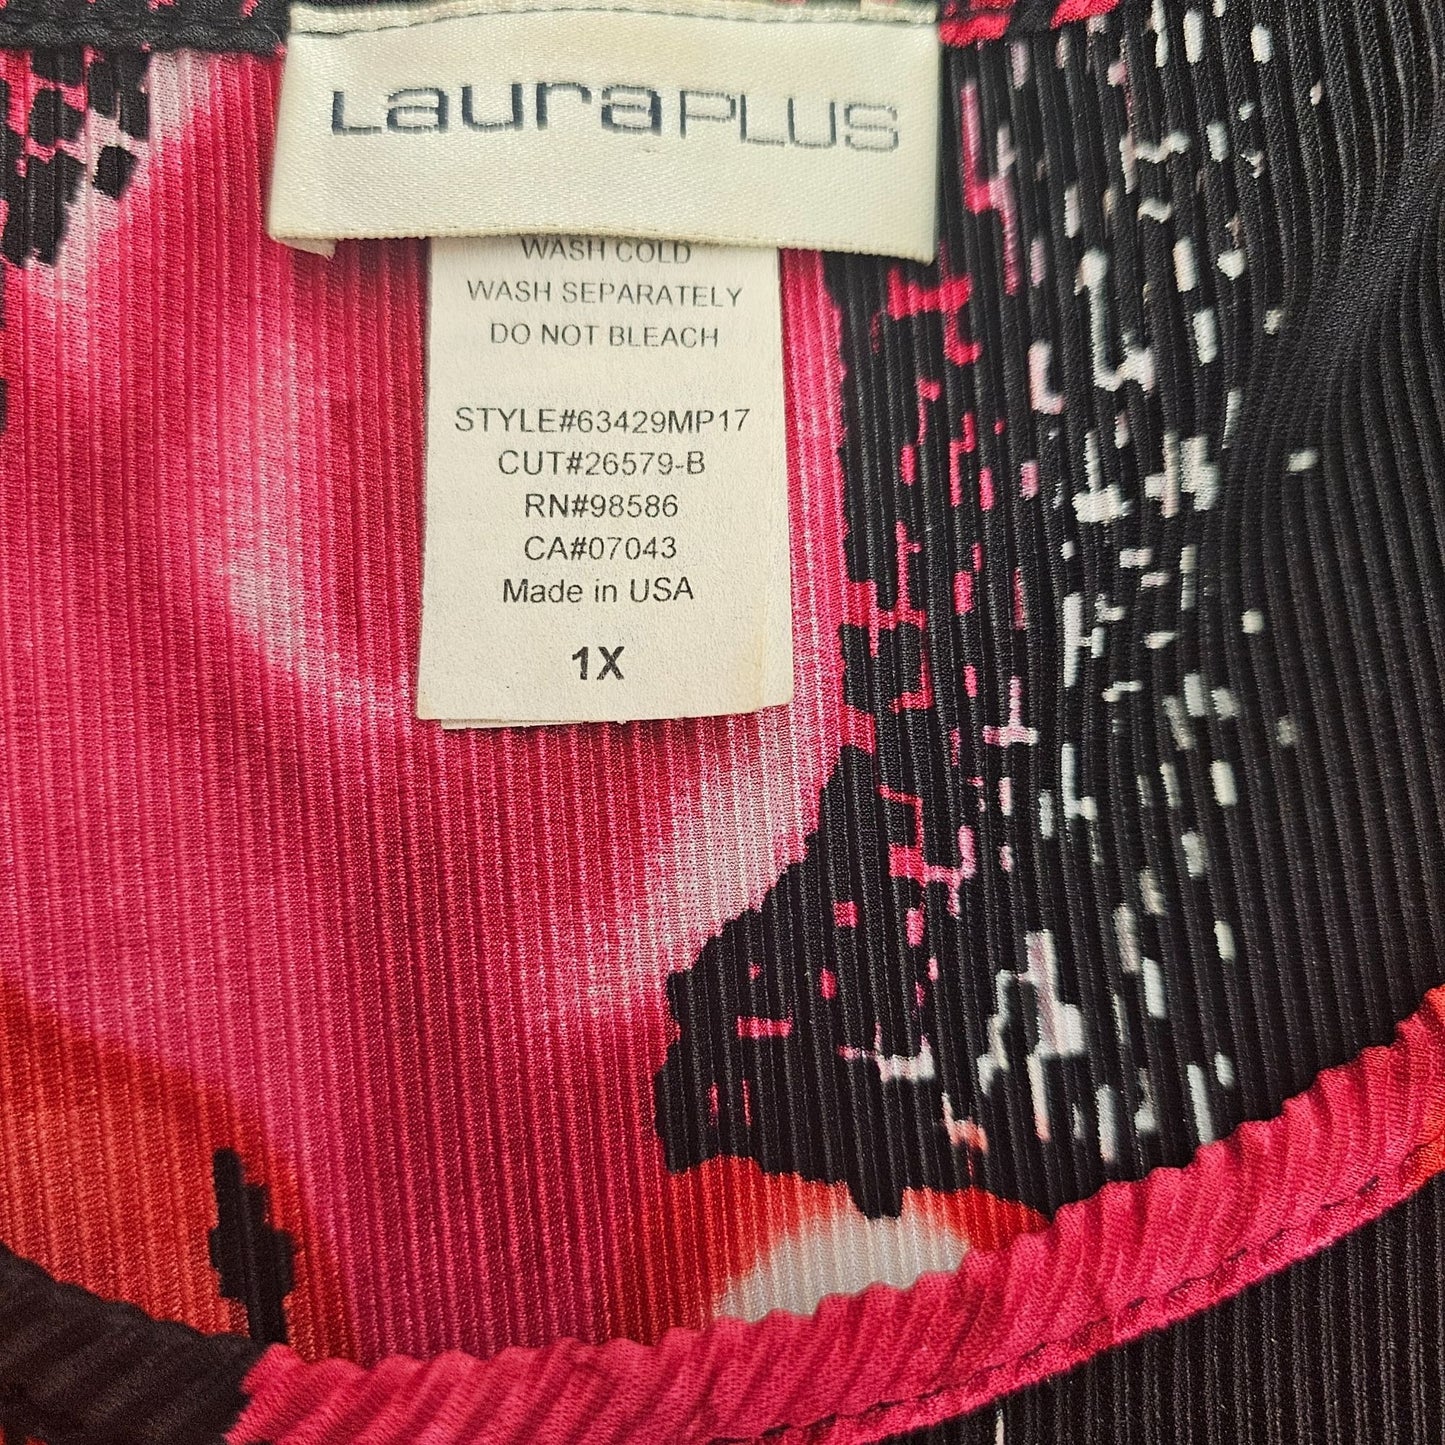 Laura PLUS
WASH COLD
WASH SEPARATELY
DO NOT BLEACH
STYLE#63429MP17
CUT#26579-B
RN#98586
CA#07043
Made in USA
1X